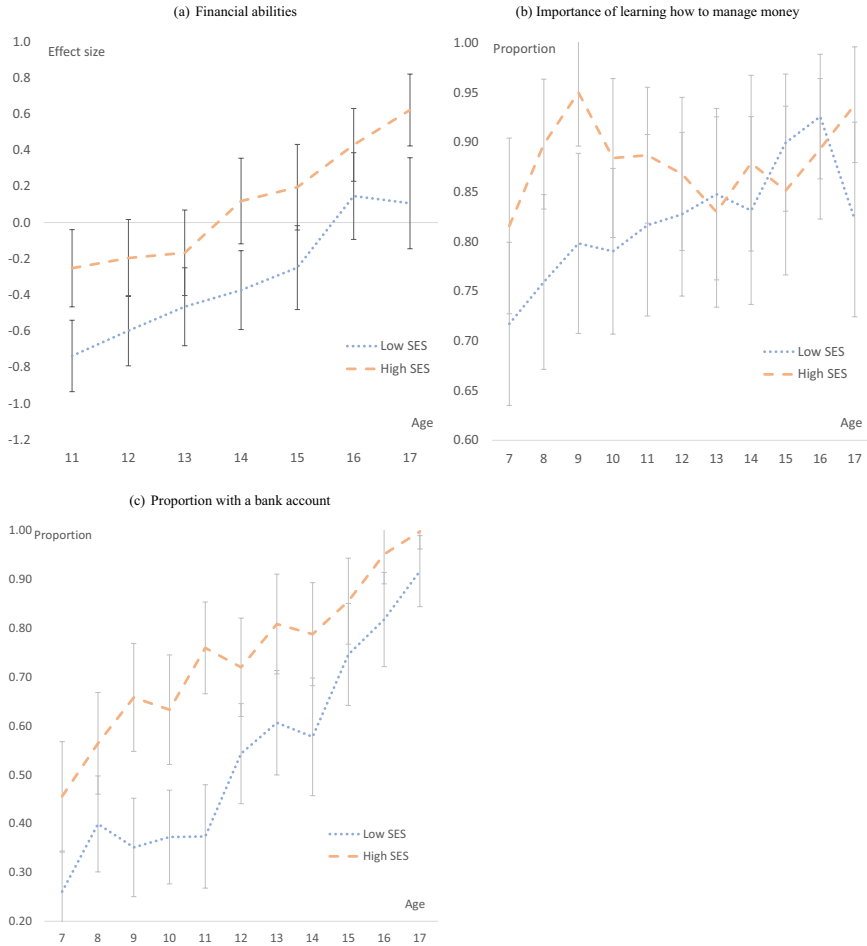 (a) Financial abilities
Effect size
1.0
0.8
0.6
0.4
0.2
0.0
-0.2
-0.4
-0.6
-0.8
-1.0
-1.2
Low SES
High SES
Age
11 12 13 14 15 16 17
(b) Importance of learning how to manage money
Proportion
1.00
0.95
0.90
0.85
0.80
0.75
0.70
0.65
0.60
Low SES
High SES
Age
7 8 9 10 11 12 13 14 15 16 17
(c) Proportion with a bank account
Proportion
1.00
0.90
0.80
0.70
0.60
0.50
0.40
0.30
0.20
Low SES
High SES
Age
7 8 9 10 11 12 13 14 15 16 17